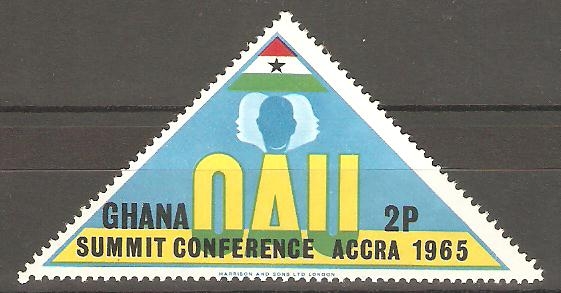 OAU
GHANA 2P
SUMMIT CONFERENCE ACCRA 1965
HARRISON AND SONS LTD LONDON